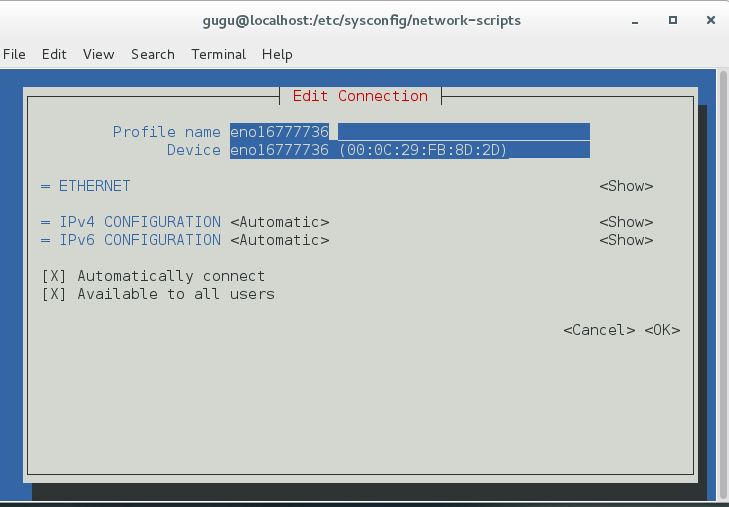 gugu@localhost:/etc/sysconfig/network-scripts
File Edit View Search Terminal Help
Edit Connection
Profile name eno16777736
Device eno16777736 (00:0C:29:FB:8D:2D)
= ETHERNET <Show>
= IPv4 CONFIGURATION <Automatic> <Show>
= IPv6 CONFIGURATION <Automatic> <Show>
[X] Automatically connect
[X] Available to all users
<Cancel> <OK>